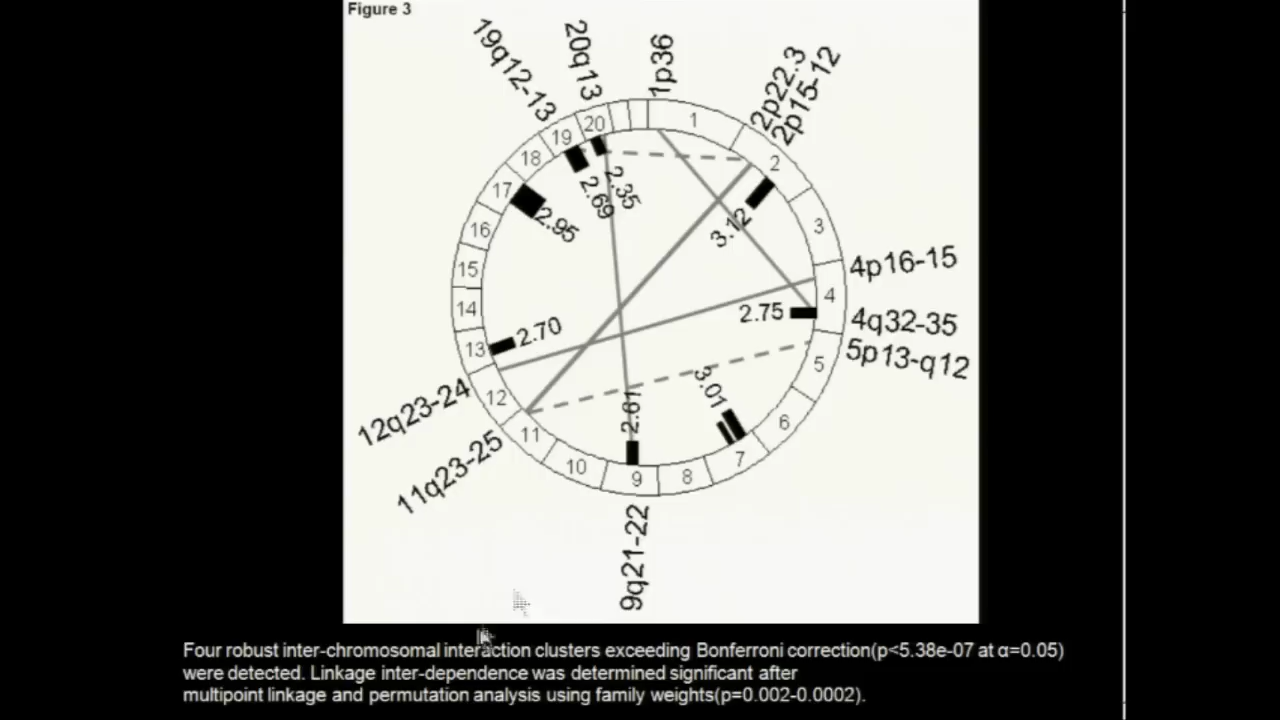 Figure 3
19q12-13
20q13
1p36
2p22.3
2p15-12
1
2
3
4
5
6
7
8
9
10
11
12
13
14
15
16
17
18
19
20
4p16-15
4q32-35
5p13-q12
9q21-22
11q23-25
12q23-24
2.35
2.69
2.95
3.12
2.75
2.70
3.01
2.61
Four robust inter-chromosomal interaction clusters exceeding Bonferroni correction(p<5.38e-07 at α=0.05)
were detected. Linkage inter-dependence was determined significant after
multipoint linkage and permutation analysis using family weights(p=0.002-0.0002).